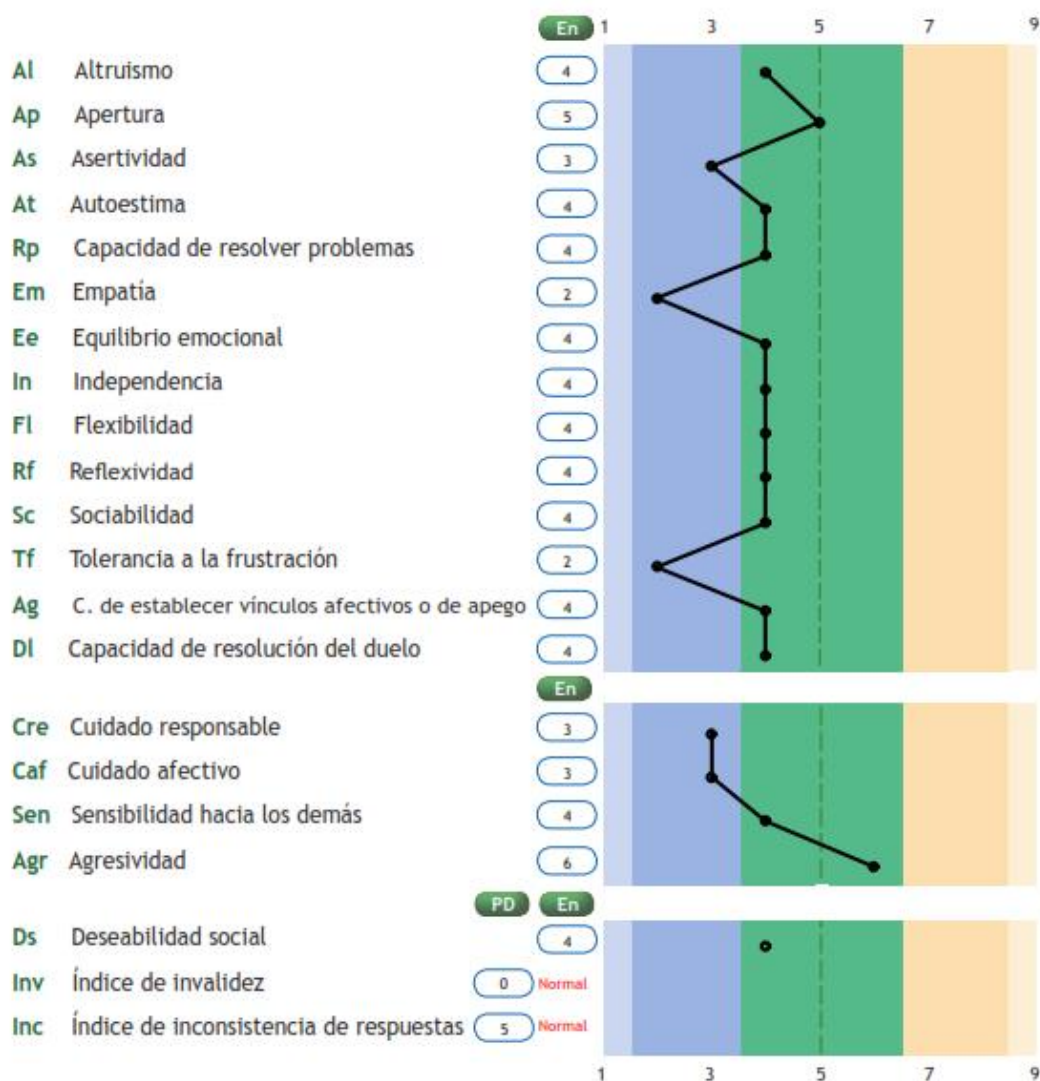 En 1 3 5 7 9
Al Altruismo 4
Ap Apertura 5
As Asertividad 3
At Autoestima 4
Rp Capacidad de resolver problemas 4
Em Empatía 2
Ee Equilibrio emocional 4
In Independencia 4
Fl Flexibilidad 4
Rf Reflexividad 4
Sc Sociabilidad 4
Tf Tolerancia a la frustración 2
Ag C. de establecer vínculos afectivos o de apego 4
Dl Capacidad de resolución del duelo 4
En
Cre Cuidado responsable 3
Caf Cuidado afectivo 3
Sen Sensibilidad hacia los demás 4
Agr Agresividad 6
PD En
Ds Deseabilidad social 4
Inv Índice de invalidez 0 Normal
Inc Índice de inconsistencia de respuestas 5 Normal
1 3 5 7 9